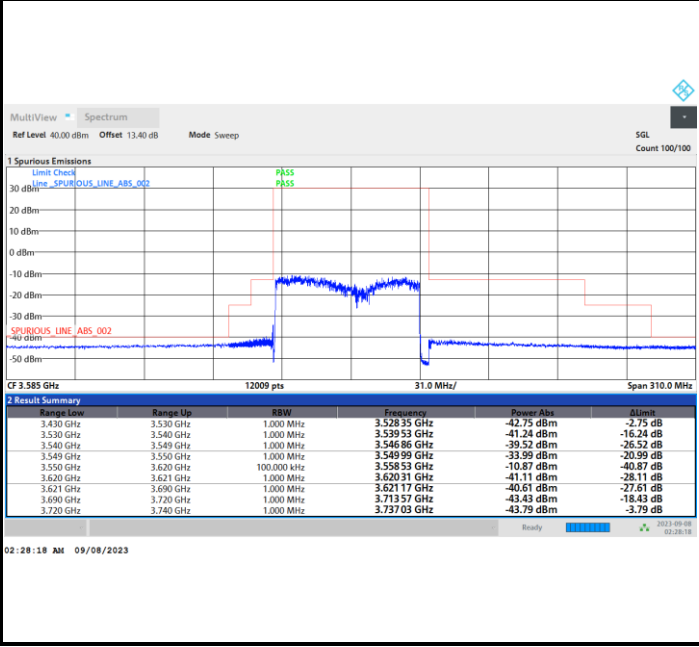 MultiView Spectrum
Ref Level 40.00 dBm Offset 13.40 dB Mode Sweep SGL
Count 100/100
1 Spurious Emissions
Limit Check PASS
Line _SPURIOUS_LINE_ABS_002 PASS
30 dBm
20 dBm
10 dBm
0 dBm
-10 dBm
-20 dBm
-30 dBm
SPURIOUS_LINE_ABS_002
-40 dBm
-50 dBm
CF 3.585 GHz 12009 pts 31.0 MHz/ Span 310.0 MHz
2 Result Summary
Range Low Range Up RBW Frequency Power Abs ΔLimit
3.430 GHz 3.530 GHz 1.000 MHz 3.528 35 GHz -42.75 dBm -2.75 dB
3.530 GHz 3.540 GHz 1.000 MHz 3.539 53 GHz -41.24 dBm -16.24 dB
3.540 GHz 3.549 GHz 1.000 MHz 3.546 86 GHz -39.52 dBm -26.52 dB
3.549 GHz 3.550 GHz 1.000 MHz 3.549 99 GHz -33.99 dBm -20.99 dB
3.550 GHz 3.620 GHz 100.000 kHz 3.558 53 GHz -10.87 dBm -40.87 dB
3.620 GHz 3.621 GHz 1.000 MHz 3.620 31 GHz -41.11 dBm -28.11 dB
3.621 GHz 3.690 GHz 1.000 MHz 3.621 17 GHz -40.61 dBm -27.61 dB
3.690 GHz 3.720 GHz 1.000 MHz 3.713 57 GHz -43.43 dBm -18.43 dB
3.720 GHz 3.740 GHz 1.000 MHz 3.737 03 GHz -43.79 dBm -3.79 dB
Ready 2023-09-08
02:28:18
02:28:18 AM 09/08/2023